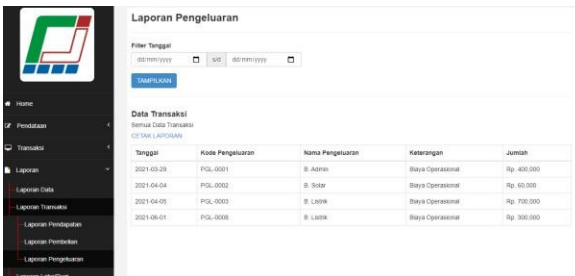 Laporan Pengeluaran
Filter Tanggal
dd/mm/yyyy s/d dd/mm/yyyy
TAMPILKAN
Home
Pendataan
Transaksi
Laporan
Laporan Data
Laporan Transaksi
Laporan Pendapatan
Laporan Pembelian
Laporan Pengeluaran
Data Transaksi
Semua Data Transaksi
CETAK LAPORAN
Tanggal Kode Pengeluaran Nama Pengeluaran Keterangan Jumlah
2021-03-29 PGL-0001 B. Admin Biaya Operasional Rp. 400,000
2021-04-04 PGL-0002 B. Solar Biaya Operasional Rp. 60,000
2021-04-05 PGL-0003 B. Listrik Biaya Operasional Rp. 700,000
2021-06-01 PGL-0008 B. Listrik Biaya Operasional Rp. 300,000